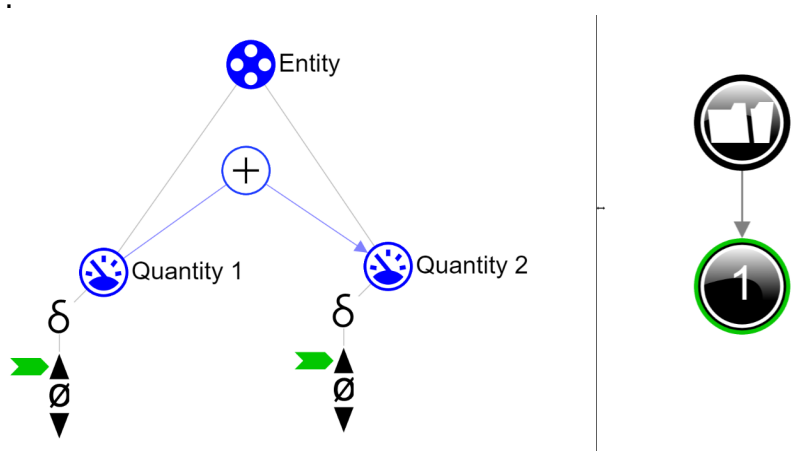 .
Entity
+
Quantity 1
Quantity 2
δ
δ
ø
ø
1